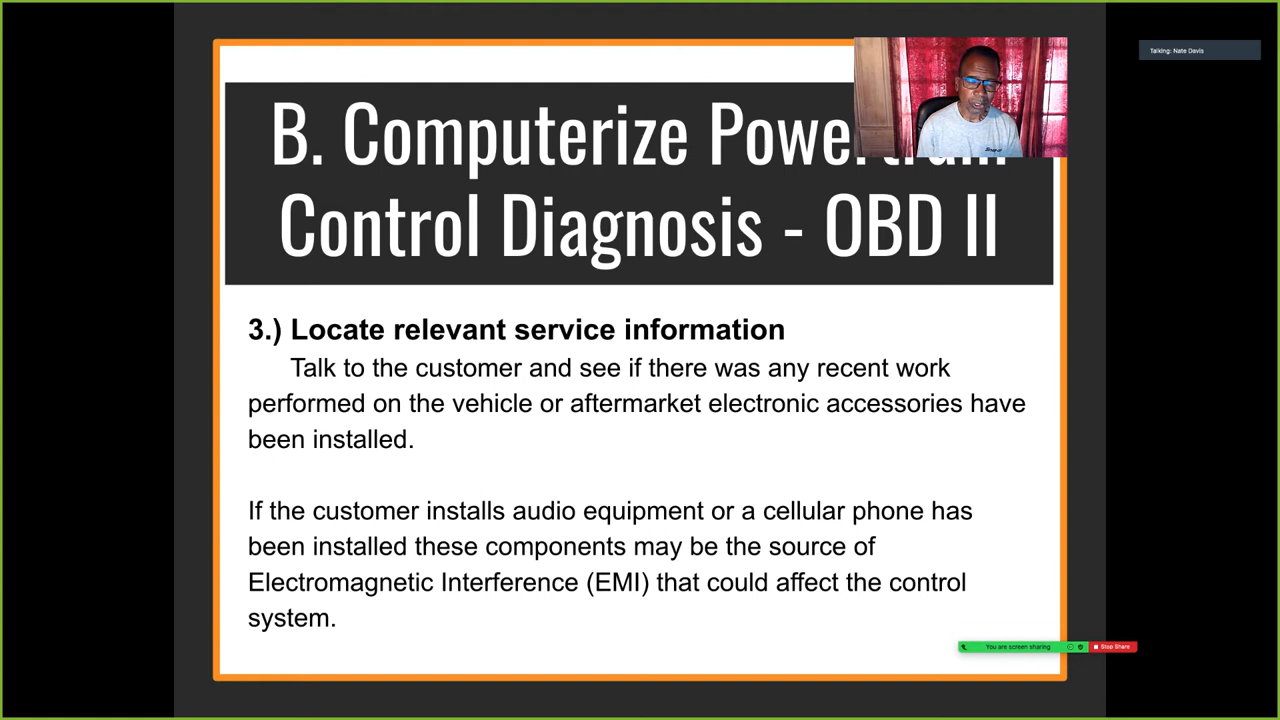 Talking: Nate Davis
B. Computerize
Control Diagnosis - OBD II
3.) Locate relevant service information
Talk to the customer and see if there was any recent work
performed on the vehicle or aftermarket electronic accessories have
been installed.
If the customer installs audio equipment or a cellular phone has
been installed these components may be the source of
Electromagnetic Interference (EMI) that could affect the control
system.
You are screen sharing
Stop Share